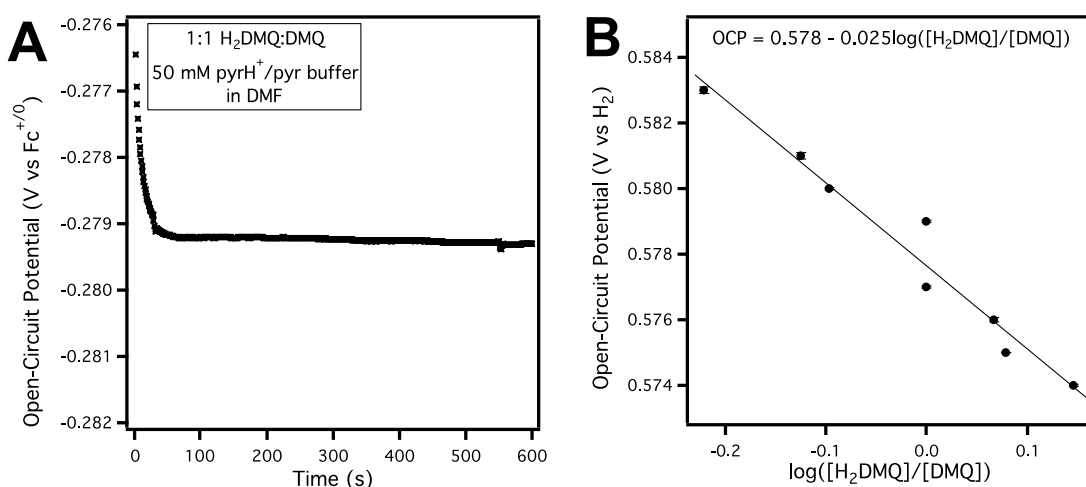 A
-0.276
-0.277
-0.278
-0.279
-0.280
-0.281
-0.282
Open-Circuit Potential (V vs Fc⁺ᐟ⁰)
1:1 H₂DMQ:DMQ
50 mM pyrH⁺/pyr buffer
in DMF
0
100
200
300
400
500
600
Time (s)
B
OCP = 0.578 - 0.025log([H₂DMQ]/[DMQ])
0.584
0.582
0.580
0.578
0.576
0.574
Open-Circuit Potential (V vs H₂)
-0.2
-0.1
0.0
0.1
log([H₂DMQ]/[DMQ])